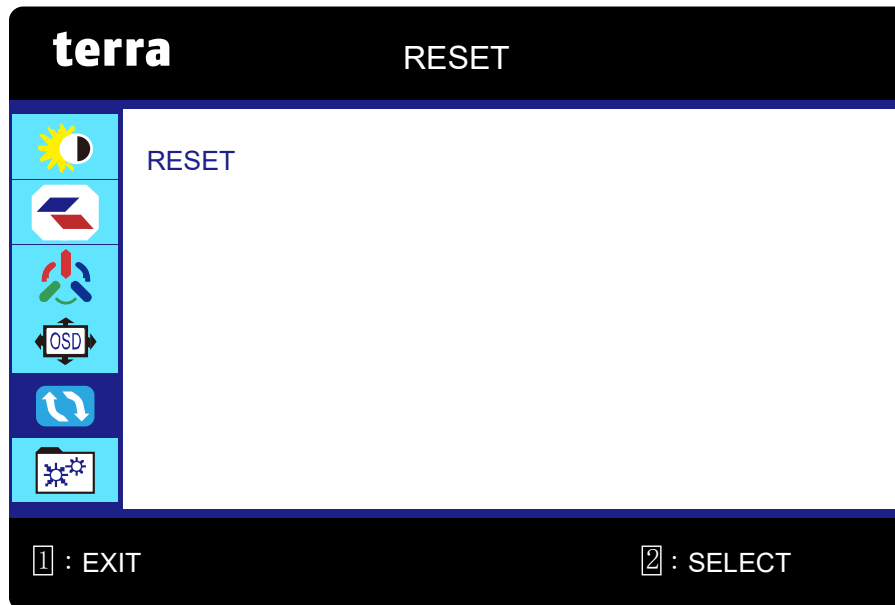 terra
RESET
RESET
OSD
1 : EXIT
2 : SELECT